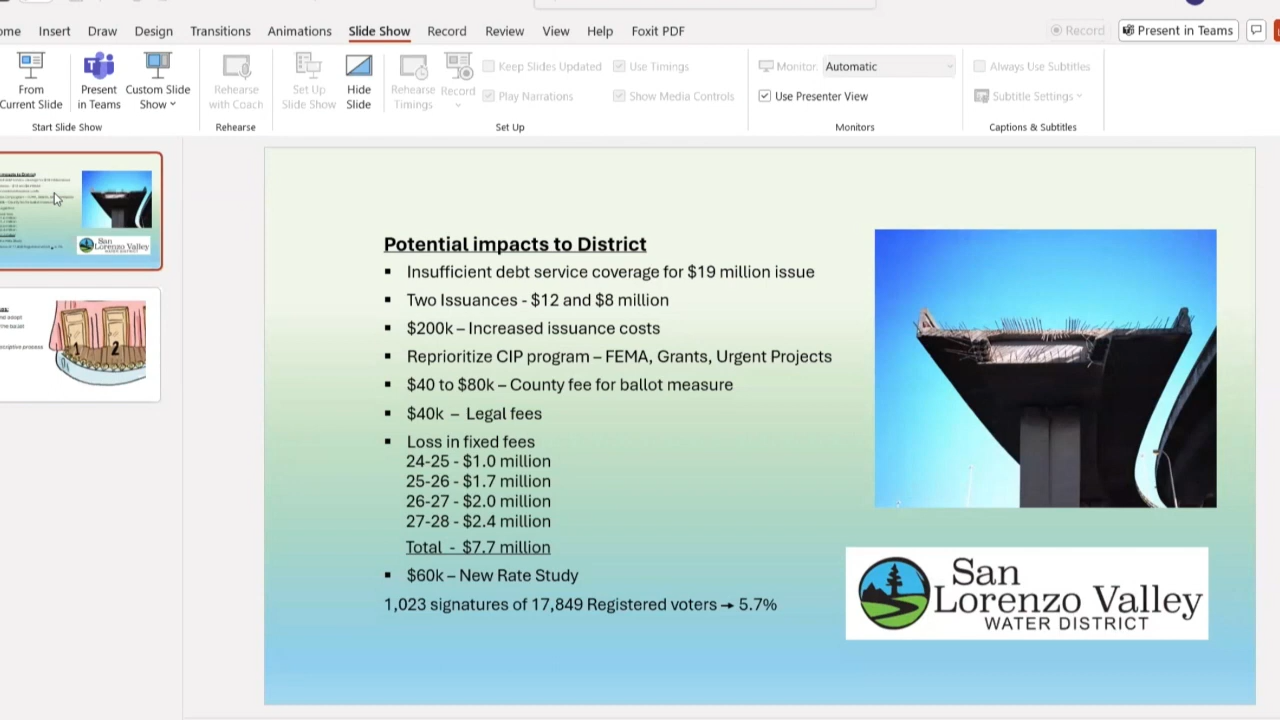 Insert Draw Design Transitions Animations Slide Show Record Review View Help Foxit PDF
Record Present in Teams
From Current Slide
Present in Teams
Custom Slide Show
Rehearse with Coach
Set Up Slide Show
Hide Slide
Rehearse Timings
Record
Keep Slides Updated
Use Timings
Play Narrations
Show Media Controls
Monitor: Automatic
Use Presenter View
Always Use Subtitles
Subtitle Settings
Start Slide Show
Rehearse
Set Up
Monitors
Captions & Subtitles
San
Lorenzo Valley
WATER DISTRICT
1 2
Potential impacts to District
▪ Insufficient debt service coverage for $19 million issue
▪ Two Issuances - $12 and $8 million
▪ $200k – Increased issuance costs
▪ Reprioritize CIP program – FEMA, Grants, Urgent Projects
▪ $40 to $80k – County fee for ballot measure
▪ $40k – Legal fees
▪ Loss in fixed fees
24-25 - $1.0 million
25-26 - $1.7 million
26-27 - $2.0 million
27-28 - $2.4 million
Total - $7.7 million
▪ $60k – New Rate Study
1,023 signatures of 17,849 Registered voters → 5.7%
San
Lorenzo Valley
WATER DISTRICT